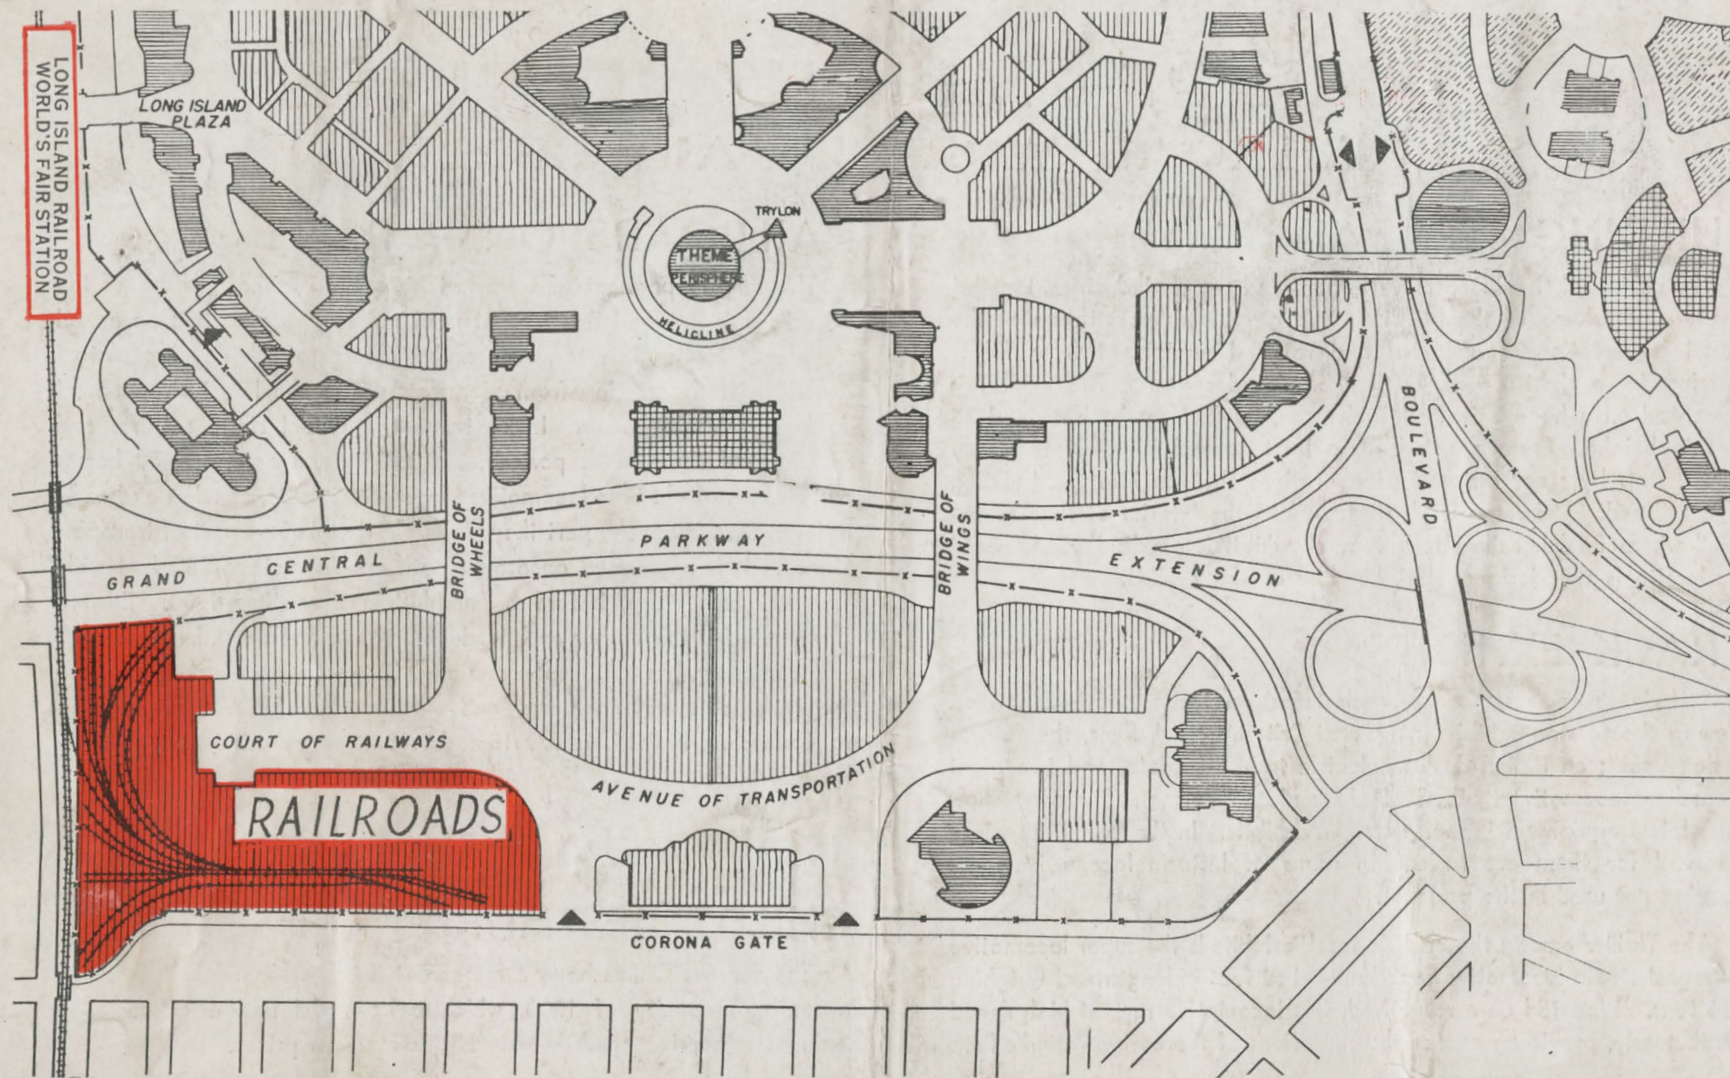 LONG ISLAND RAILROAD
WORLD'S FAIR STATION
LONG ISLAND
PLAZA
TRYLON
THEME
PERISPHERE
HELICLINE
BOULEVARD
BRIDGE OF
WHEELS
BRIDGE OF
WINGS
GRAND CENTRAL PARKWAY EXTENSION
COURT OF RAILWAYS
AVENUE OF TRANSPORTATION
RAILROADS
CORONA GATE